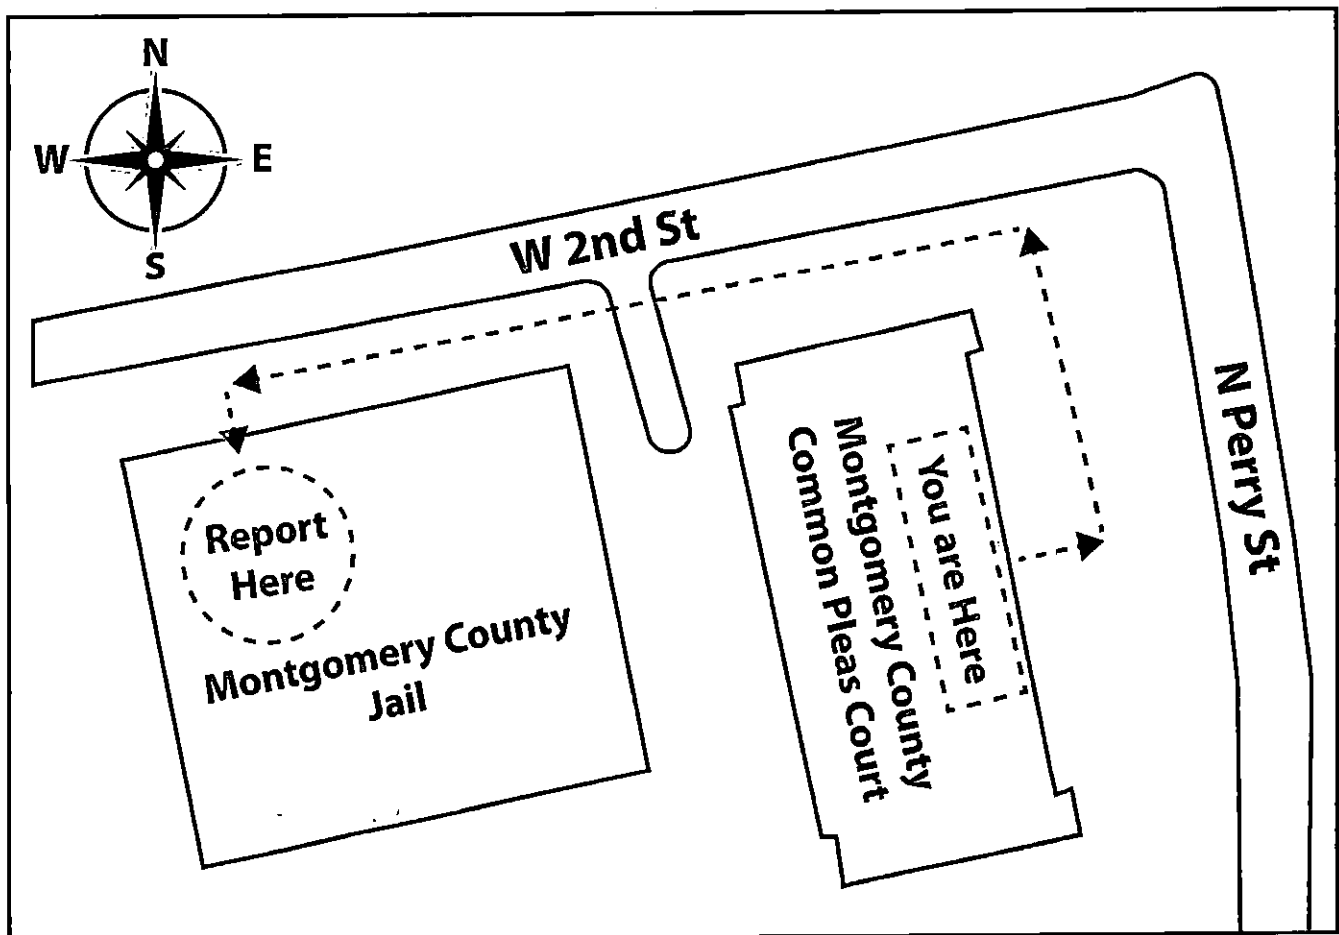 N
W
E
S
W 2nd St
N Perry St
You are Here
Montgomery County
Common Pleas Court
Report
Here
Montgomery County
Jail